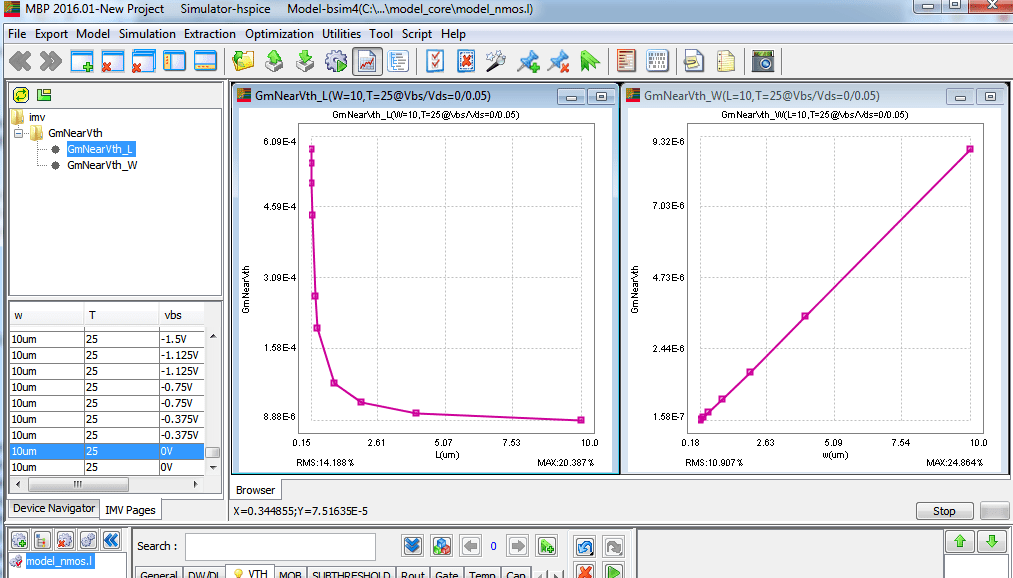 MBP 2016.01-New Project Simulator-hspice Model-bsim4(C:\...\model_core\model_nmos.l)
File Export Model Simulation Extraction Optimization Utilities Tool Script Help
imv
GmNearVth
GmNearVth_L
GmNearVth_W
w T vbs
10um 25 -1.5V
10um 25 -1.125V
10um 25 -1.125V
10um 25 -0.75V
10um 25 -0.75V
10um 25 -0.375V
10um 25 -0.375V
10um 25 0V
10um 25 0V
Device Navigator IMV Pages
GmNearVth_L(W=10,T=25@Vbs/Vds=0/0.05)
GmNearVth_L(W=10,T=25@Vbs/Vds=0/0.05)
6.09E-4
4.59E-4
3.09E-4
1.58E-4
8.88E-6
GmNearVth
0.15 2.61 5.07 7.53 10.0
L(um)
RMS:14.188% MAX:20.387%
GmNearVth_W(L=10,T=25@Vbs/Vds=0/0.05)
GmNearVth_W(L=10,T=25@Vbs/Vds=0/0.05)
9.32E-6
7.03E-6
4.73E-6
2.44E-6
1.58E-7
GmNearVth
0.18 2.63 5.09 7.54 10.0
w(um)
RMS:10.907% MAX:24.864%
Browser
X=0.344855;Y=7.51635E-5
Stop
model_nmos.l
Search :
0
General DW/DL VTH MOB SUBTHRESHOLD Rout Gate Temp Cap